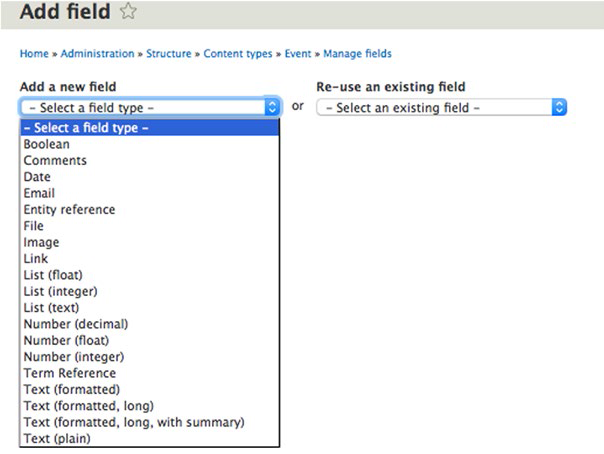 Add field
Home » Administration » Structure » Content types » Event » Manage fields
Add a new field
Re-use an existing field
– Select a field type –
or
– Select an existing field –
– Select a field type –
Boolean
Comments
Date
Email
Entity reference
File
Image
Link
List (float)
List (integer)
List (text)
Number (decimal)
Number (float)
Number (integer)
Term Reference
Text (formatted)
Text (formatted, long)
Text (formatted, long, with summary)
Text (plain)